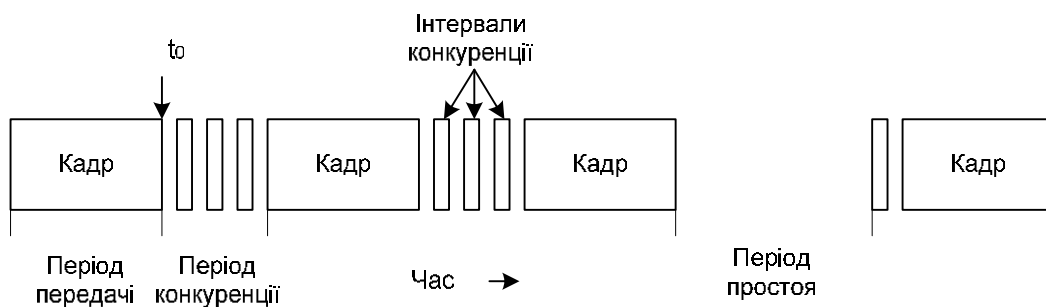 Інтервали
конкуренції
t0
Кадр
Кадр
Кадр
Кадр
Період
передачі
Період
конкуренції
Час
Період
простоя